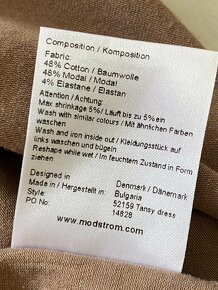 Composition / Komposition
Fabric:
48% Cotton / Baumwolle
48% Modal / Modal
4% Elastane / Elastan
Attention / Achtung:
Max shrinkage 5% / Läuft bis zu 5% ein
Wash with similar colours / Mit ähnlichen Farben
waschen
Wash and iron inside out / Kleidungsstück auf
links waschen und bügeln
Reshape while wet / Im feuchtem Zustand in Form
ziehen
Designed in Denmark / Dänemark
Made in / Hergestellt in: Bulgaria
Style: 52159 Tansy dress
PO No: 14828
www.modstrom.com